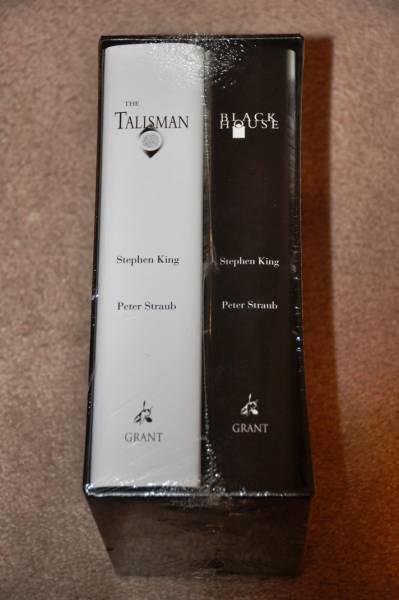 THE
TALISMAN
Stephen King
Peter Straub
GRANT
BLACK
HOUSE
Stephen King
Peter Straub
GRANT